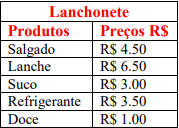 Lanchonete
Produtos Preços R$
Salgado R$ 4.50
Lanche R$ 6.50
Suco R$ 3.00
Refrigerante R$ 3.50
Doce R$ 1.00